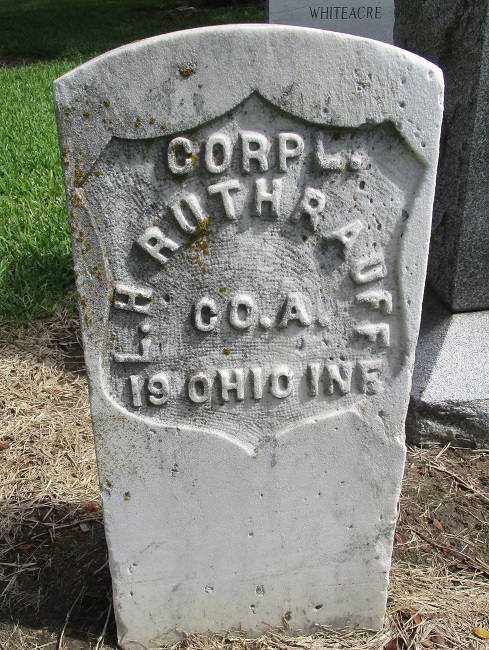 WHITEACRE
CORPL.
L.H RUTHRAUFF
CO. A.
19 OHIO INF